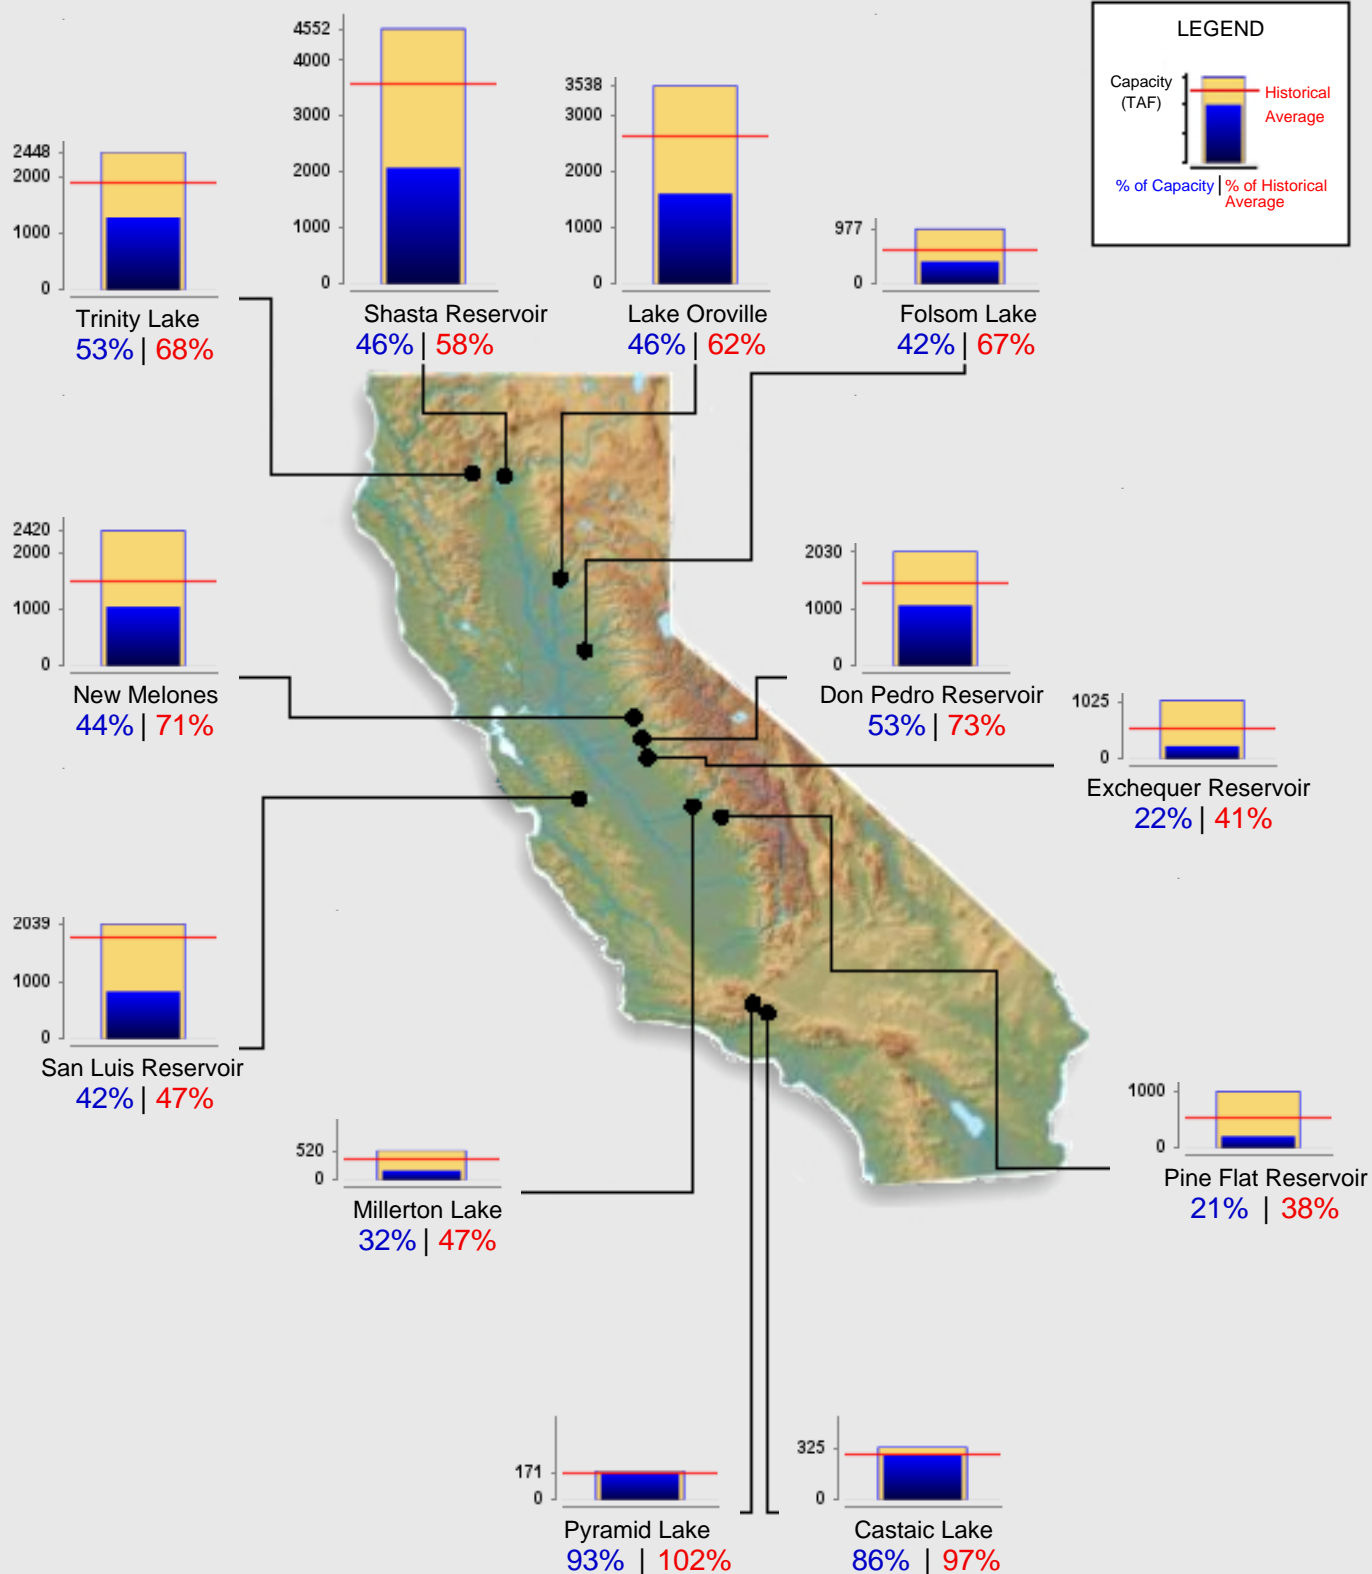 LEGEND
Capacity
(TAF)
Historical
Average
% of Capacity | % of Historical
Average
4552
4000
3000
2000
1000
0
Shasta Reservoir
46% | 58%
3538
3000
2000
1000
0
Lake Oroville
46% | 62%
2448
2000
1000
0
Trinity Lake
53% | 68%
977
0
Folsom Lake
42% | 67%
2420
2000
1000
0
New Melones
44% | 71%
2030
1000
0
Don Pedro Reservoir
53% | 73%
1025
0
Exchequer Reservoir
22% | 41%
2039
1000
0
San Luis Reservoir
42% | 47%
520
0
Millerton Lake
32% | 47%
1000
0
Pine Flat Reservoir
21% | 38%
171
0
Pyramid Lake
93% | 102%
325
0
Castaic Lake
86% | 97%